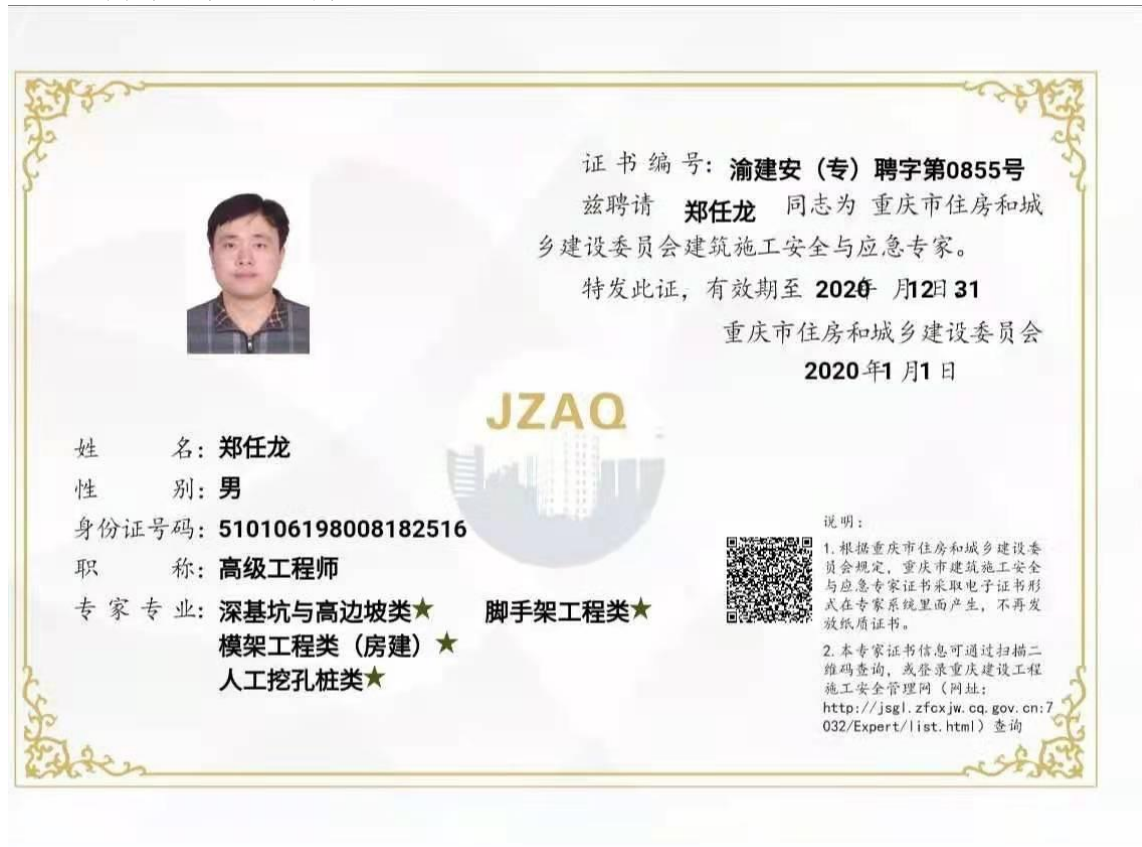 证书编号：渝建安（专）聘字第0855号
兹聘请 郑任龙 同志为 重庆市住房和城
乡建设委员会建筑施工安全与应急专家。
特发此证，有效期至 2020年 月12日31
重庆市住房和城乡建设委员会
2020年1月1日
JZAQ
姓名：郑任龙
性别：男
身份证号码：510106198008182516
职称：高级工程师
专家专业：深基坑与高边坡类★ 脚手架工程类★
模架工程类（房建）★
人工挖孔桩类★
说明：
1.根据重庆市住房和城乡建设委
员会规定，重庆市建筑施工安全
与应急专家证书采取电子证书形
式在专家系统里面产生，不再发
放纸质证书。
2.本专家证书信息可通过扫描二
维码查询，或登录重庆建设工程
施工安全管理网（网址：
http://jsgl.zfcxjw.cq.gov.cn:7
032/Expert/list.html）查询